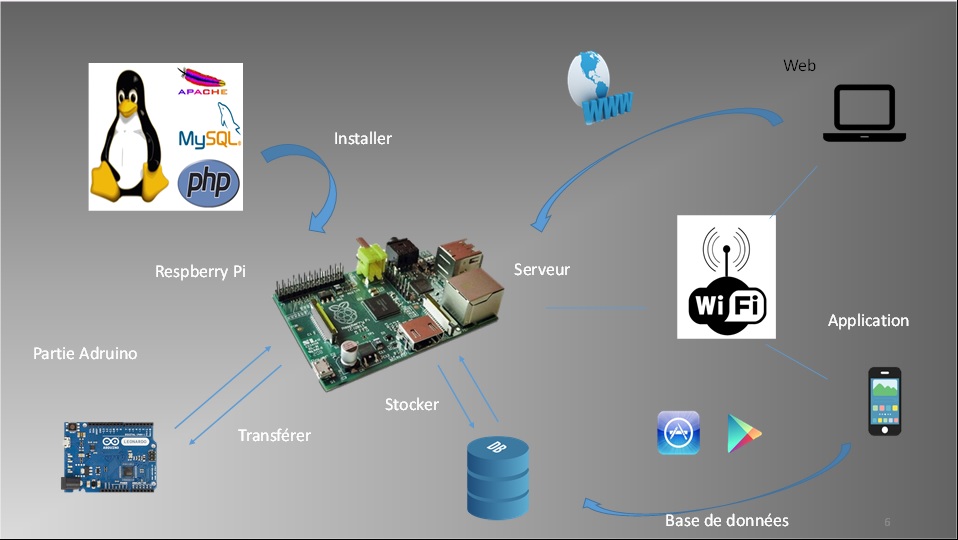 APACHE
MySQL
php
Installer
www
Web
Respberry Pi
Serveur
Wi Fi
Application
Partie Adruino
Stocker
Transférer
LEONARDO
ARDUINO
DB
Base de données
6